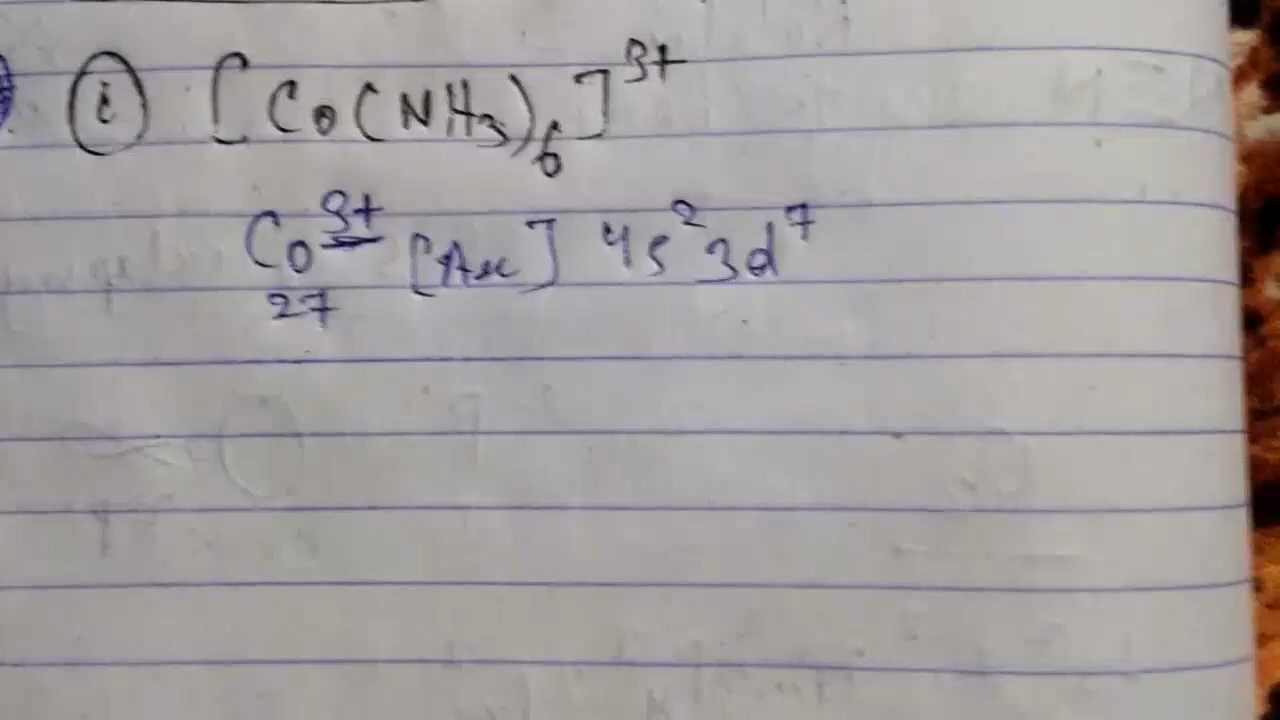 (i) [Co(NH₃)₆]³⁺
Co³⁺ [Ar] 4s² 3d⁷
27